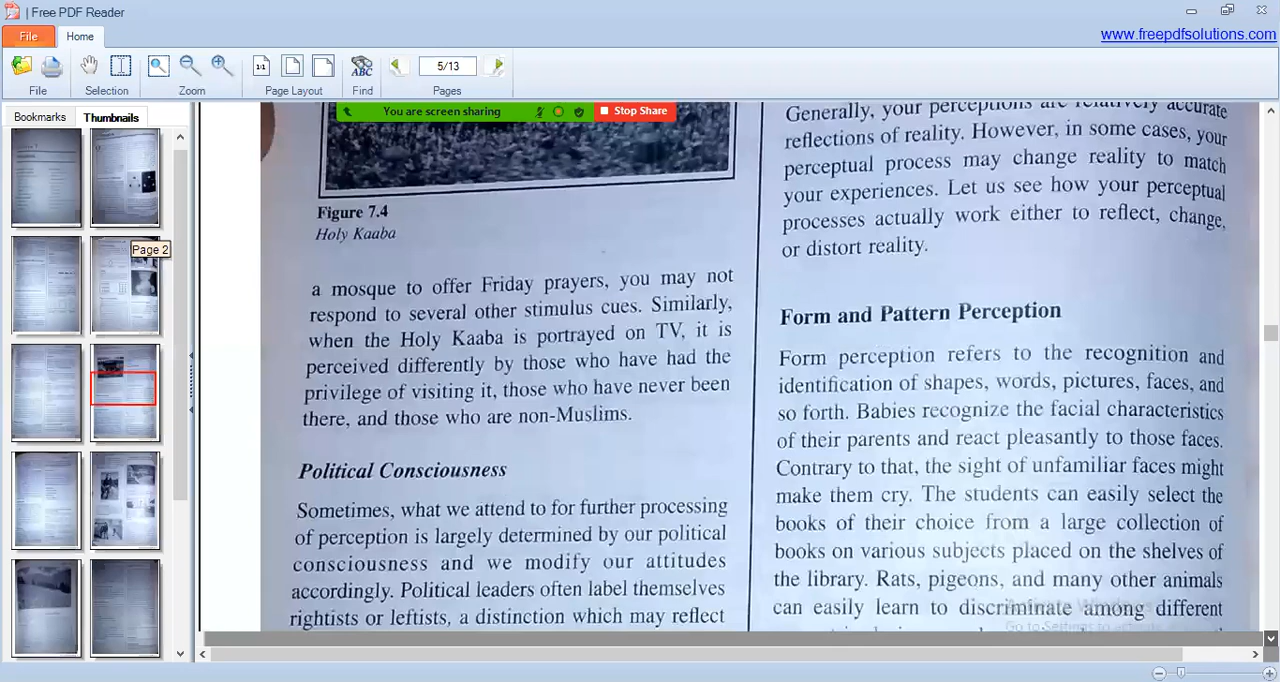 | Free PDF Reader
File
Home
www.freepdfsolutions.com
1:1
ABC
5/13
File
Selection
Zoom
Page Layout
Find
Pages
Bookmarks
Thumbnails
Page 2
You are screen sharing
Stop Share
Figure 7.4
Holy Kaaba
a mosque to offer Friday prayers, you may not
respond to several other stimulus cues. Similarly,
when the Holy Kaaba is portrayed on TV, it is
perceived differently by those who have had the
privilege of visiting it, those who have never been
there, and those who are non-Muslims.
Political Consciousness
Sometimes, what we attend to for further processing
of perception is largely determined by our political
consciousness and we modify our attitudes
accordingly. Political leaders often label themselves
rightists or leftists, a distinction which may reflect
Generally, your perceptions are relatively accurate
reflections of reality. However, in some cases, your
perceptual process may change reality to match
your experiences. Let us see how your perceptual
processes actually work either to reflect, change,
or distort reality.
Form and Pattern Perception
Form perception refers to the recognition and
identification of shapes, words, pictures, faces, and
so forth. Babies recognize the facial characteristics
of their parents and react pleasantly to those faces.
Contrary to that, the sight of unfamiliar faces might
make them cry. The students can easily select the
books of their choice from a large collection of
books on various subjects placed on the shelves of
the library. Rats, pigeons, and many other animals
can easily learn to discriminate among different
Activate Windows
Go to Settings to activate